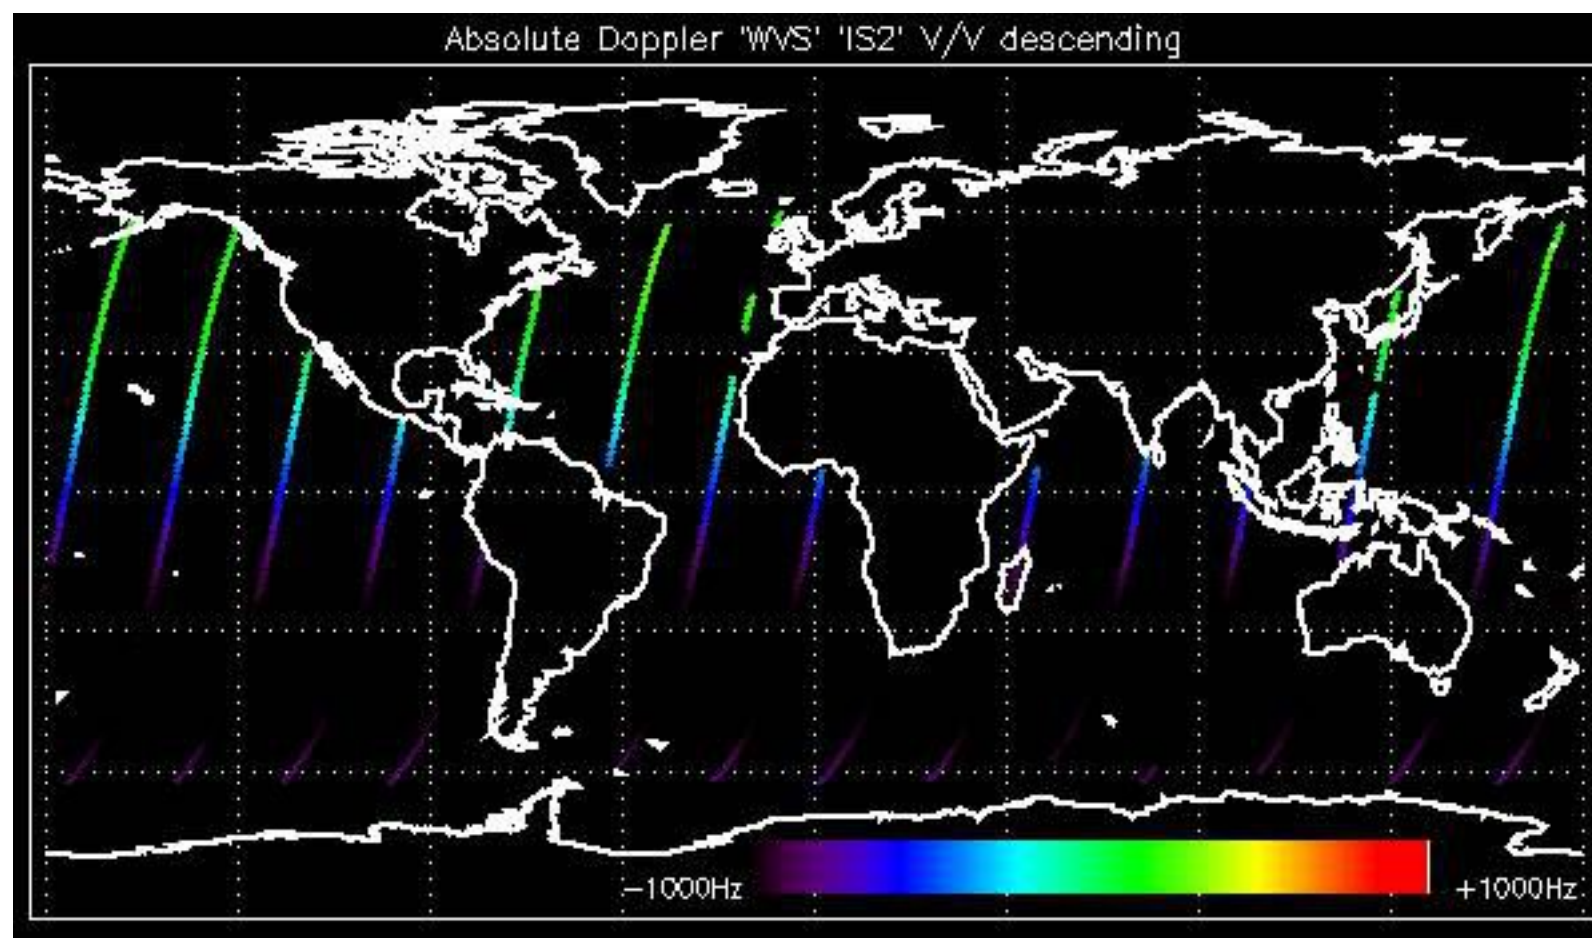 Absolute Doppler 'WVS' 'IS2' V/V descending
-1000Hz +1000Hz